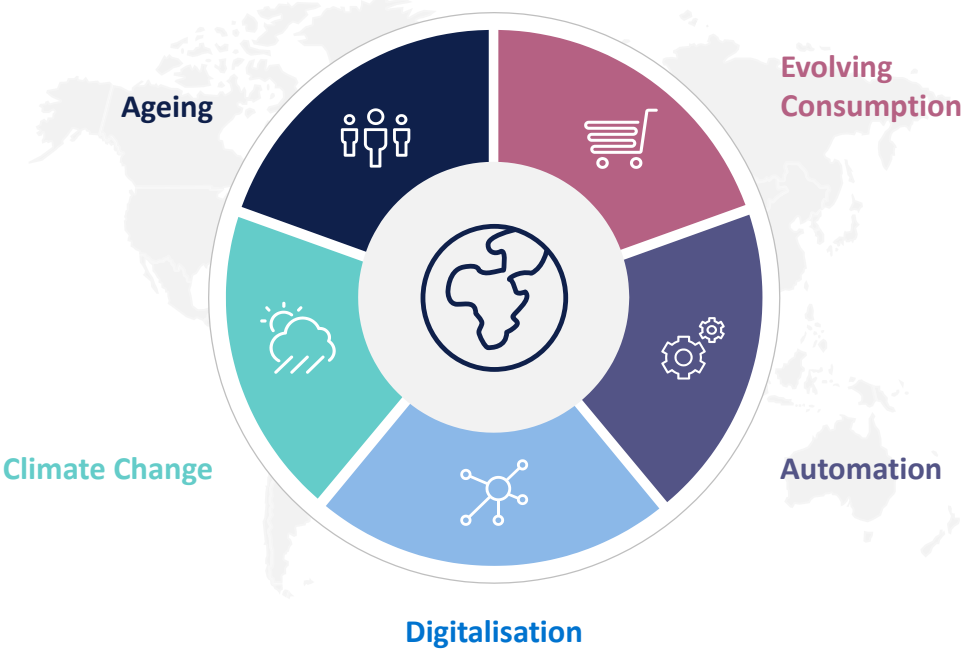 Evolving
Consumption
Ageing
Climate Change
Automation
Digitalisation